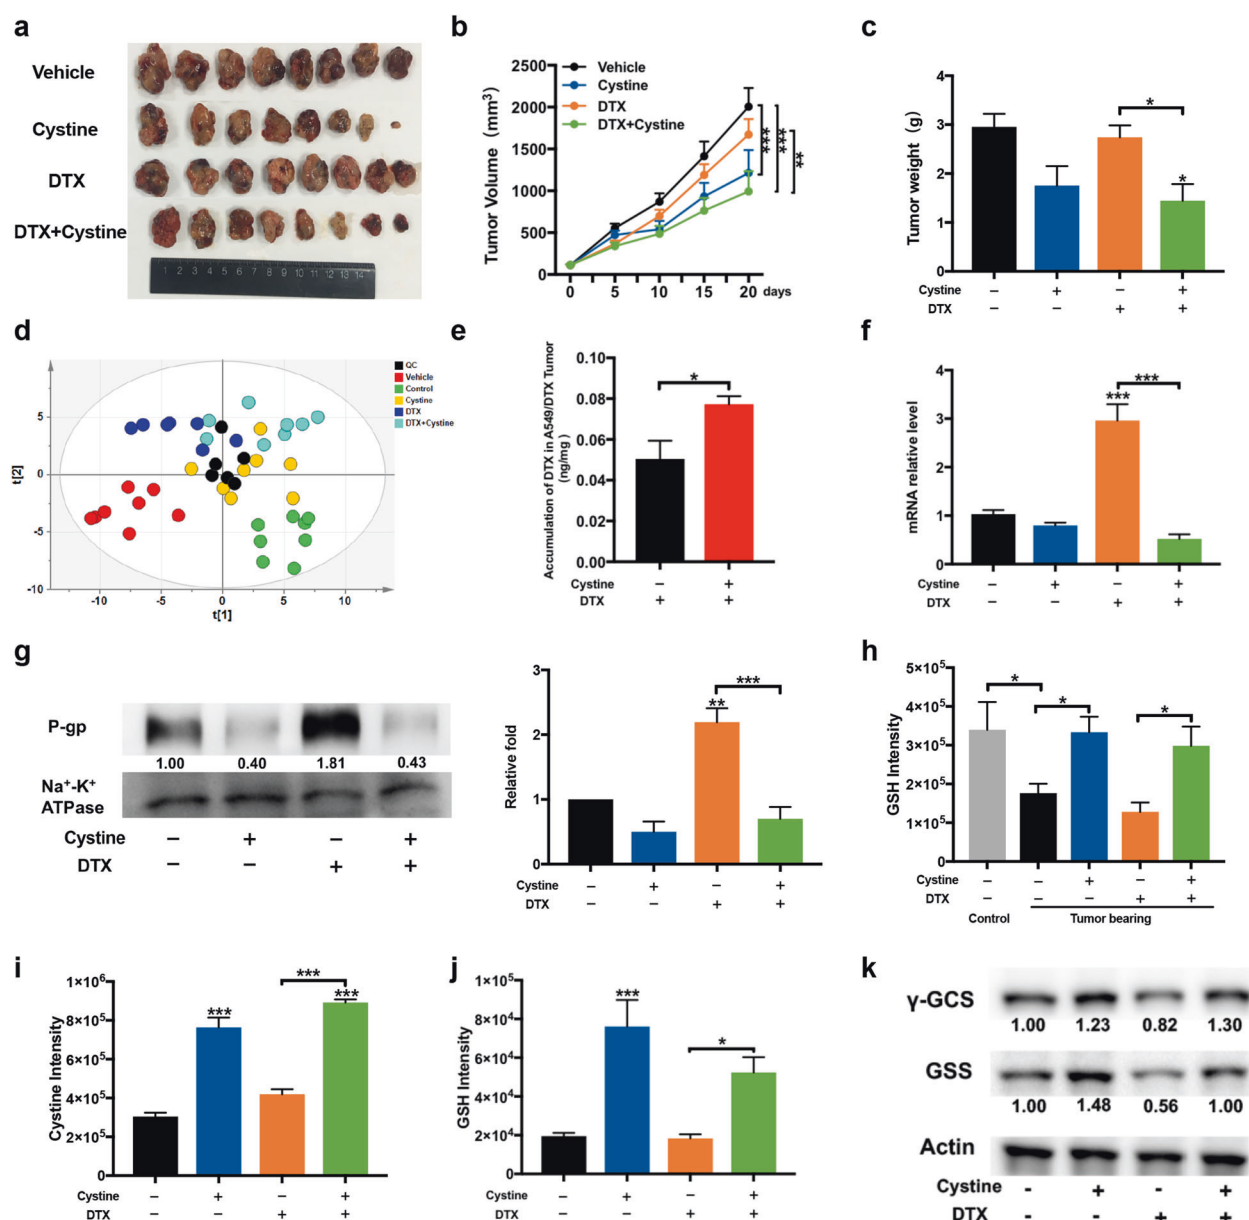 a
Vehicle
Cystine
DTX
DTX+Cystine
1 2 3 4 5 6 7 8 9 10 11 12 13 14
b
Vehicle
Cystine
DTX
DTX+Cystine
Tumor Volume (mm³)
2500
2000
1500
1000
500
0
0 5 10 15 20 days
*** *** **
c
Tumor weight (g)
4
3
2
1
0
*
*
Cystine – + – +
DTX – – + +
d
QC
Vehicle
Control
Cystine
DTX
DTX+Cystine
t[2]
5
0
-5
-10
-10 -5 0 5 10
t[1]
e
Accumulation of DTX in A549/DTX Tumor
(ng/mg)
0.10
0.08
0.06
0.04
0.02
0.00
*
Cystine – +
DTX + +
f
mRNA relative level
4
3
2
1
0
***
***
Cystine – + – +
DTX – – + +
g
P-gp
1.00 0.40 1.81 0.43
Na⁺-K⁺
ATPase
Cystine – + – +
DTX – – + +
Relative fold
3
2
1
0
***
**
Cystine – + – +
DTX – – + +
h
GSH Intensity
5×10⁵
4×10⁵
3×10⁵
2×10⁵
1×10⁵
0
* * *
Cystine – – + – +
DTX – – – + +
Control Tumor bearing
i
Cystine Intensity
1×10⁶
8×10⁵
6×10⁵
4×10⁵
2×10⁵
0
***
*** ***
Cystine – + – +
DTX – – + +
j
GSH Intensity
1×10⁵
8×10⁴
6×10⁴
4×10⁴
2×10⁴
0
***
*
Cystine – + – +
DTX – – + +
k
γ-GCS
1.00 1.23 0.82 1.30
GSS
1.00 1.48 0.56 1.00
Actin
Cystine - + - +
DTX - - + +